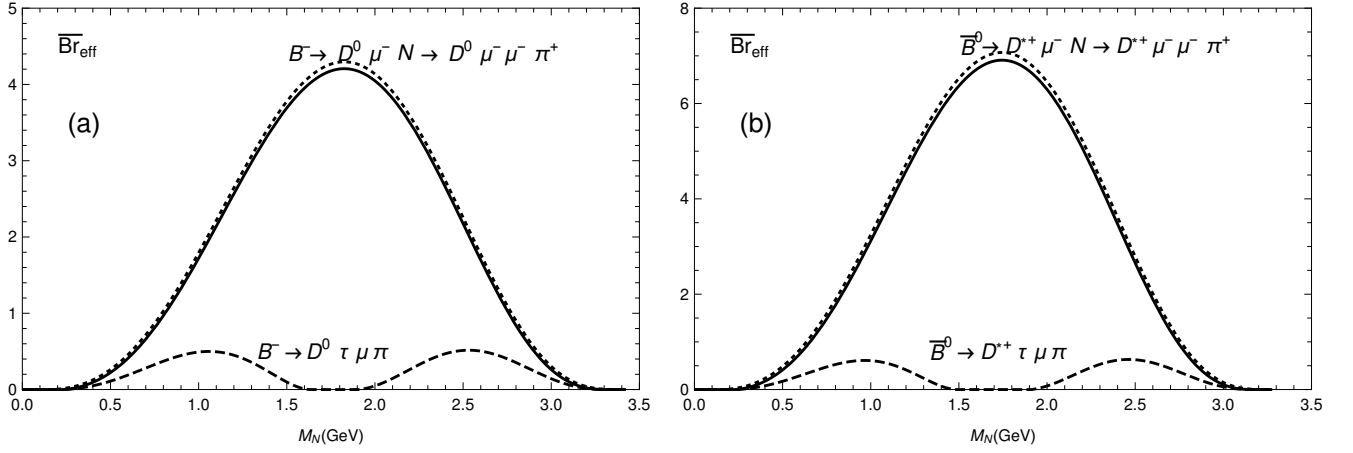 5
4
3
2
1
0
B̅r̅eff
B⁻ → D⁰ μ⁻ N → D⁰ μ⁻ μ⁻ π⁺
(a)
B⁻ → D⁰ τ μ π
0.0 0.5 1.0 1.5 2.0 2.5 3.0 3.5
M_N(GeV)
8
6
4
2
0
B̅r̅eff
B̅⁰ → D*⁺ μ⁻ N → D*⁺ μ⁻ μ⁻ π⁺
(b)
B̅⁰ → D*⁺ τ μ π
0.0 0.5 1.0 1.5 2.0 2.5 3.0 3.5
M_N(GeV)